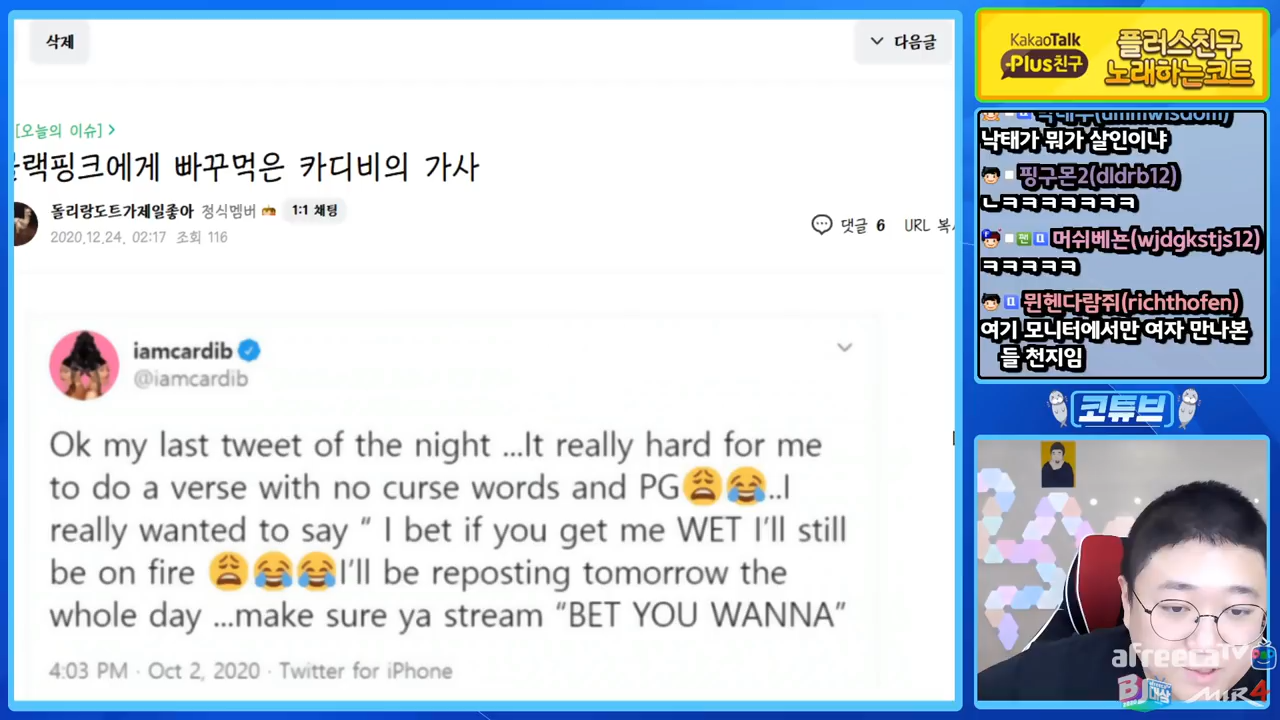 삭제
다음글
[오늘의 이슈] >
블랙핑크에게 빠꾸먹은 카디비의 가사
돌리랑도트가제일좋아 정식멤버 1:1 채팅
2020.12.24. 02:17 조회 116
댓글 6 URL 복사
iamcardib
@iamcardib
Ok my last tweet of the night ...It really hard for me
to do a verse with no curse words and PG😩😂..I
really wanted to say “ I bet if you get me WET I’ll still
be on fire 😩😂😂I’ll be reposting tomorrow the
whole day ...make sure ya stream “BET YOU WANNA”
4:03 PM · Oct 2, 2020 · Twitter for iPhone
KakaoTalk
Plus친구
플러스친구
노래하는코트
낙태가 뭐가 살인이냐
핑구몬2(dldrb12)
ㄴㅋㅋㅋㅋㅋㅋㅋ
팬 머쉬베놈(wjdgkstjs12)
ㅋㅋㅋㅋㅋ
뮌헨다람쥐(richthofen)
여기 모니터에서만 여자 만나본
들 천지임
코튜브
afreecaTV
BJ대상
MIR4